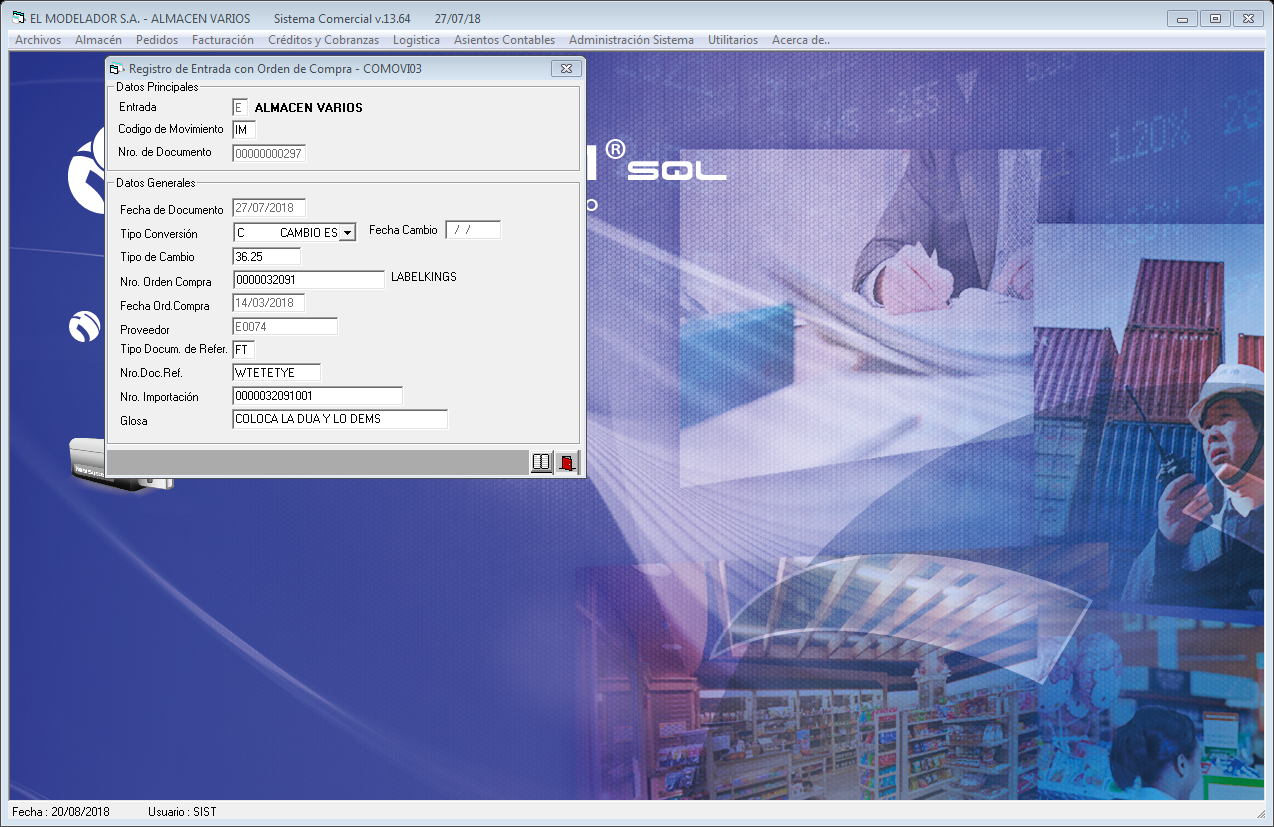 EL MODELADOR S.A. - ALMACEN VARIOS Sistema Comercial v.13.64 27/07/18
Archivos Almacén Pedidos Facturación Créditos y Cobranzas Logistica Asientos Contables Administración Sistema Utilitarios Acerca de..
Registro de Entrada con Orden de Compra - COMOVI03
Datos Principales
Entrada E ALMACEN VARIOS
Codigo de Movimiento IM
Nro. de Documento 00000000297
Datos Generales
Fecha de Documento 27/07/2018
Tipo Conversión C CAMBIO ES Fecha Cambio / /
Tipo de Cambio 36.25
Nro. Orden Compra 0000032091 LABELKINGS
Fecha Ord.Compra 14/03/2018
Proveedor E0074
Tipo Docum. de Refer. FT
Nro.Doc.Ref. WTETETYE
Nro. Importación 0000032091001
Glosa COLOCA LA DUA Y LO DEMS
® SQL
1.20%
Fecha : 20/08/2018 Usuario : SIST